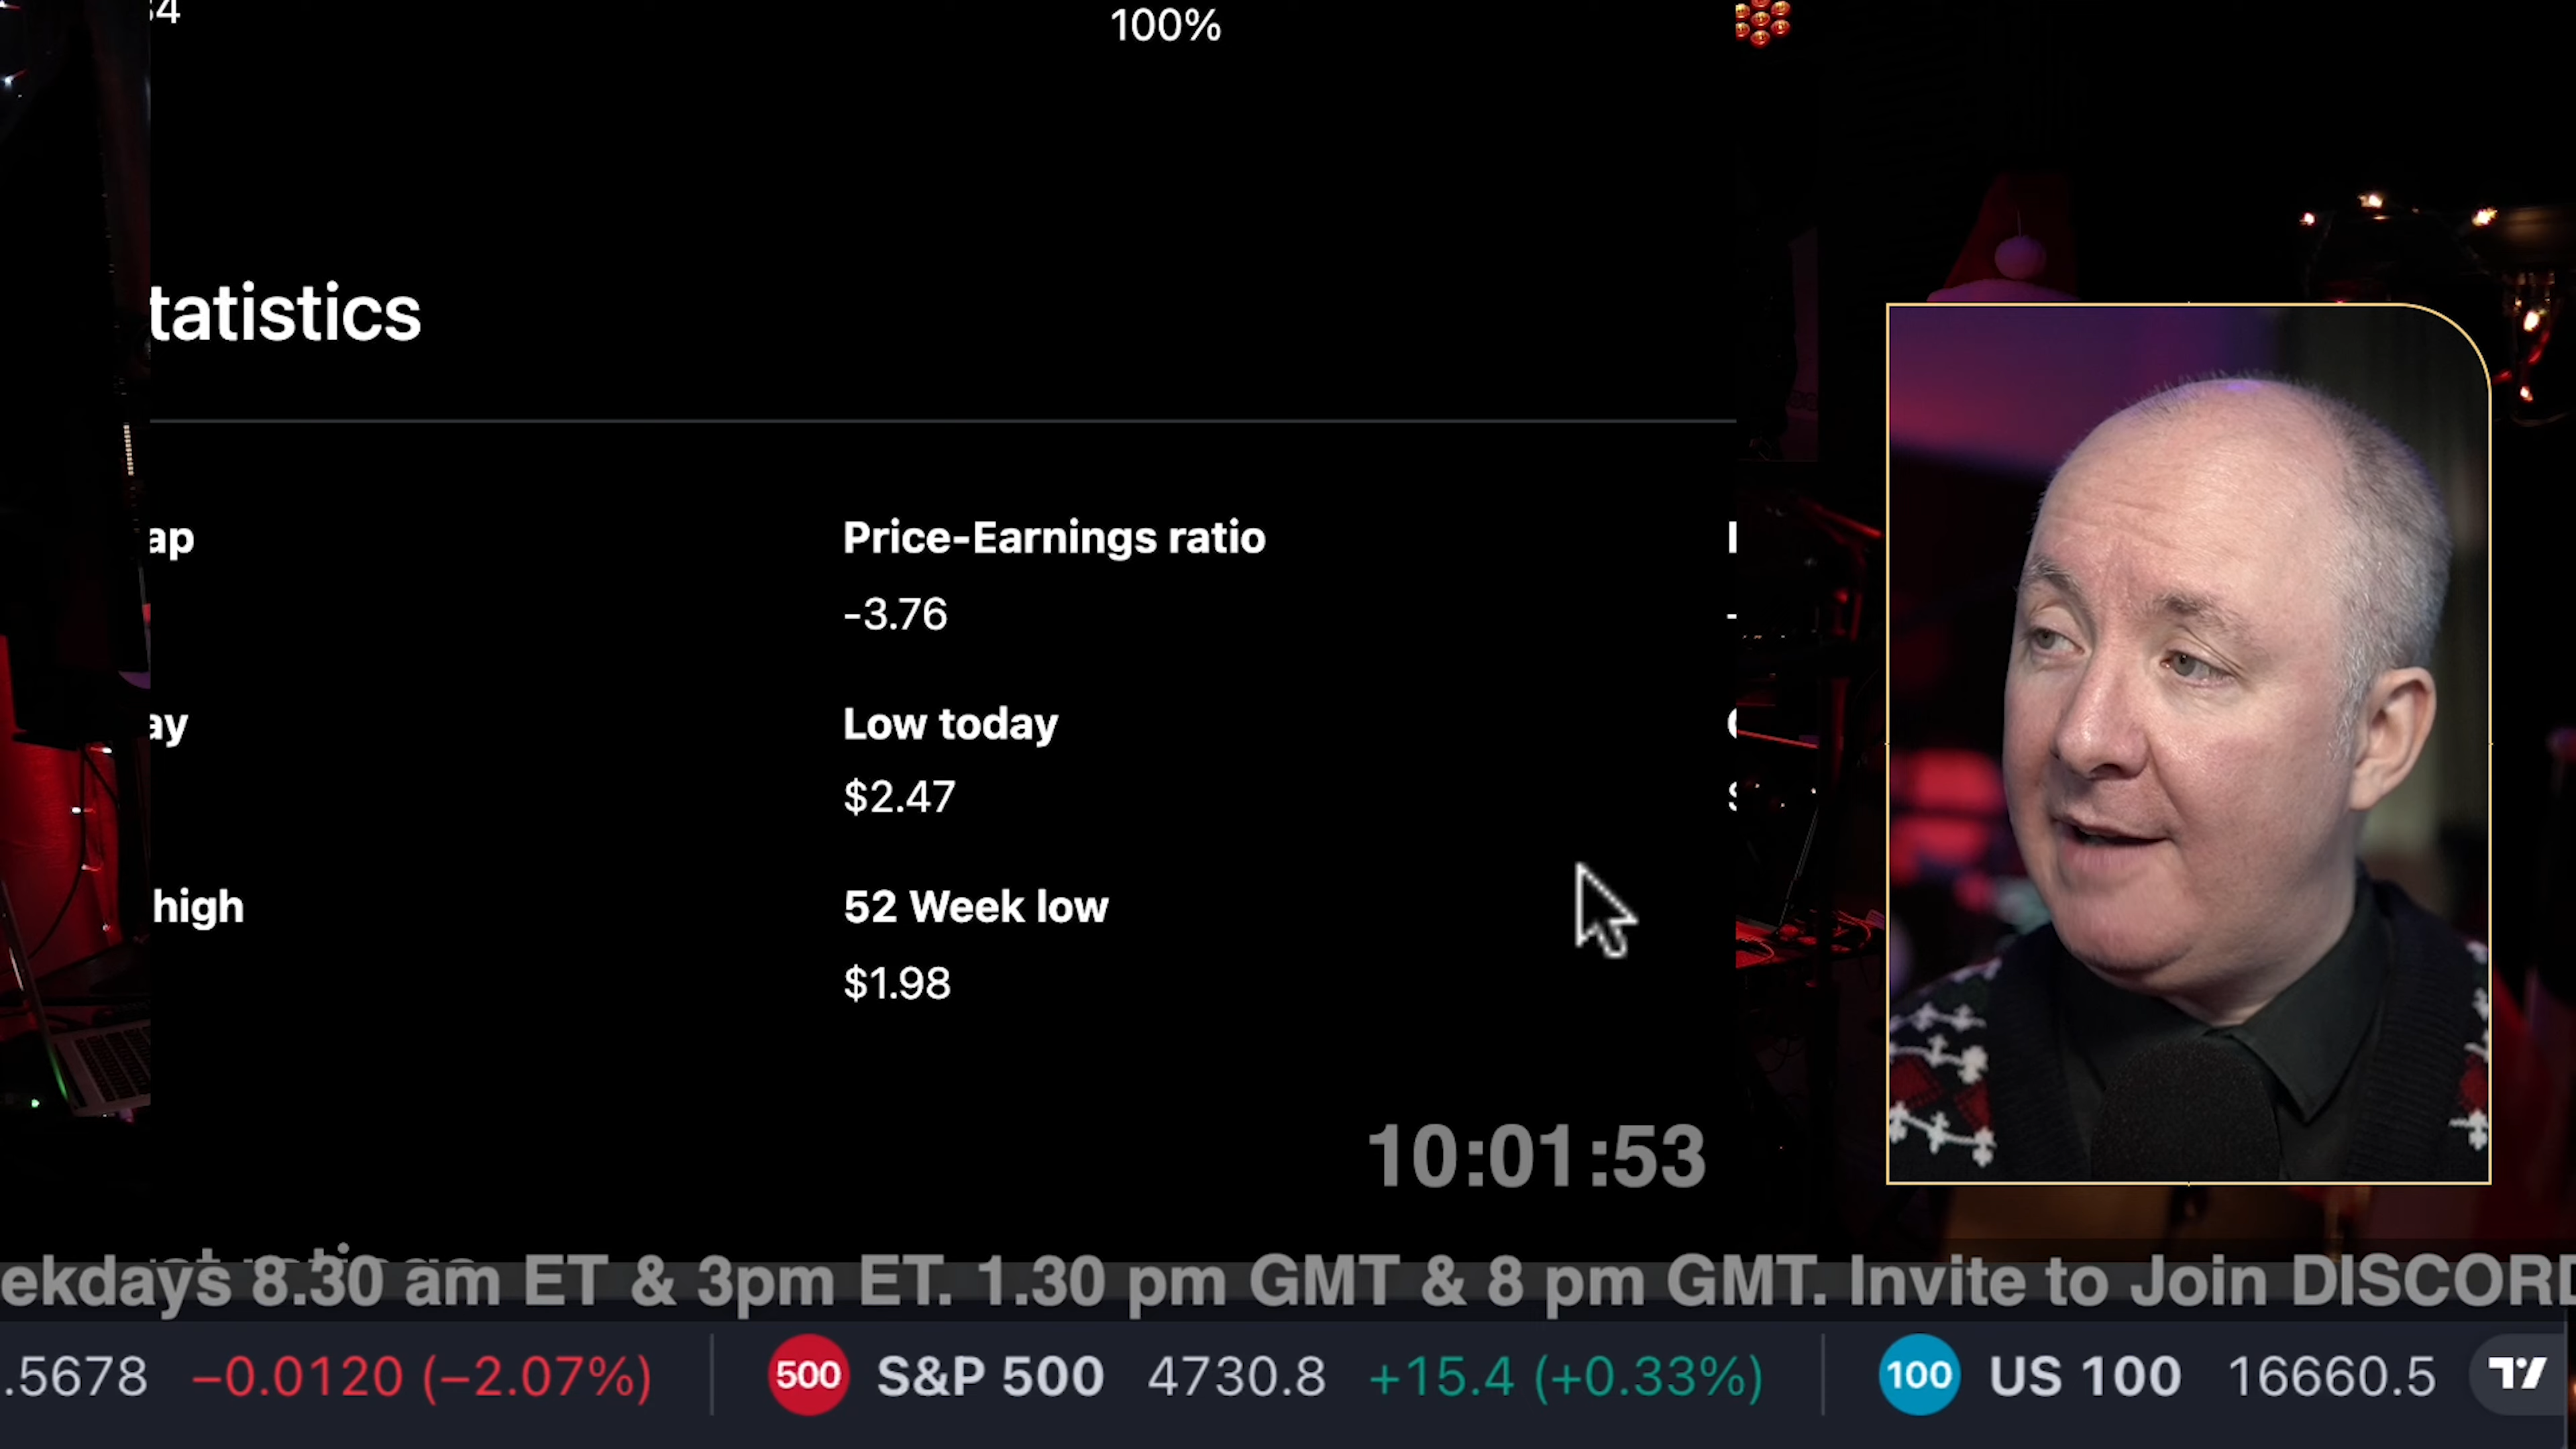 100%
tatistics
ap
Price-Earnings ratio
-3.76
ay
Low today
$2.47
high
52 Week low
$1.98
10:01:53
ekdays 8.30 am ET & 3pm ET. 1.30 pm GMT & 8 pm GMT. Invite to Join DISCORD
.5678 −0.0120 (−2.07%) 500 S&P 500 4730.8 +15.4 (+0.33%) 100 US 100 16660.5